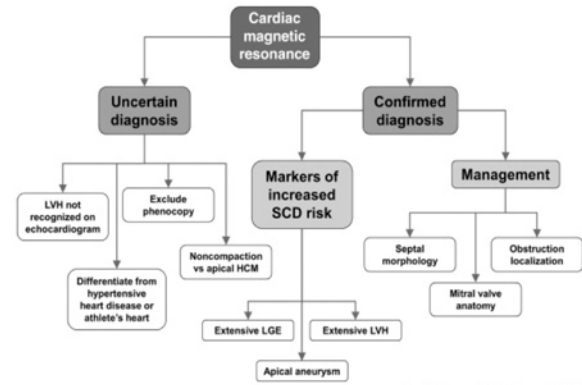 Cardiac
magnetic
resonance
Uncertain
diagnosis
Confirmed
diagnosis
Markers of
increased
SCD risk
Management
LVH not
recognized on
echocardiogram
Exclude
phenocopy
Differentiate from
hypertensive
heart disease or
athlete's heart
Noncompaction
vs apical HCM
Septal
morphology
Obstruction
localization
Mitral valve
anatomy
Extensive LGE
Extensive LVH
Apical aneurysm